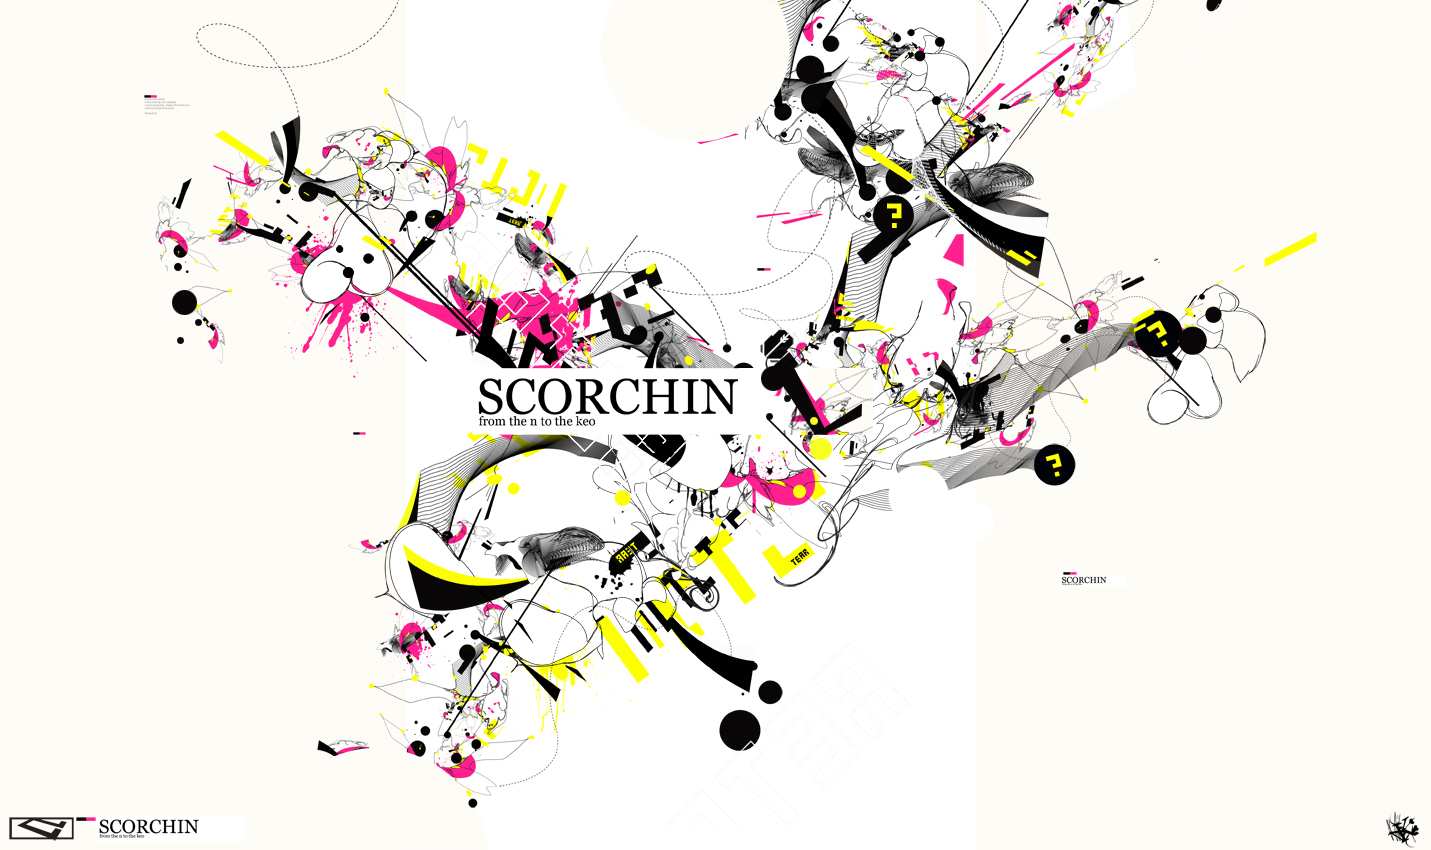 ?
SCORCHIN
from the n to the keo
?
?
TERR
TERR
SCORCHIN
SCORCHIN
from the n to the keo